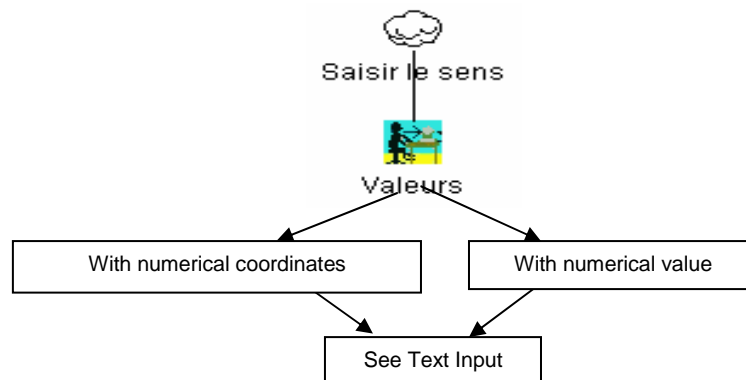 Saisir le sens
Valeurs
With numerical coordinates
With numerical value
See Text Input